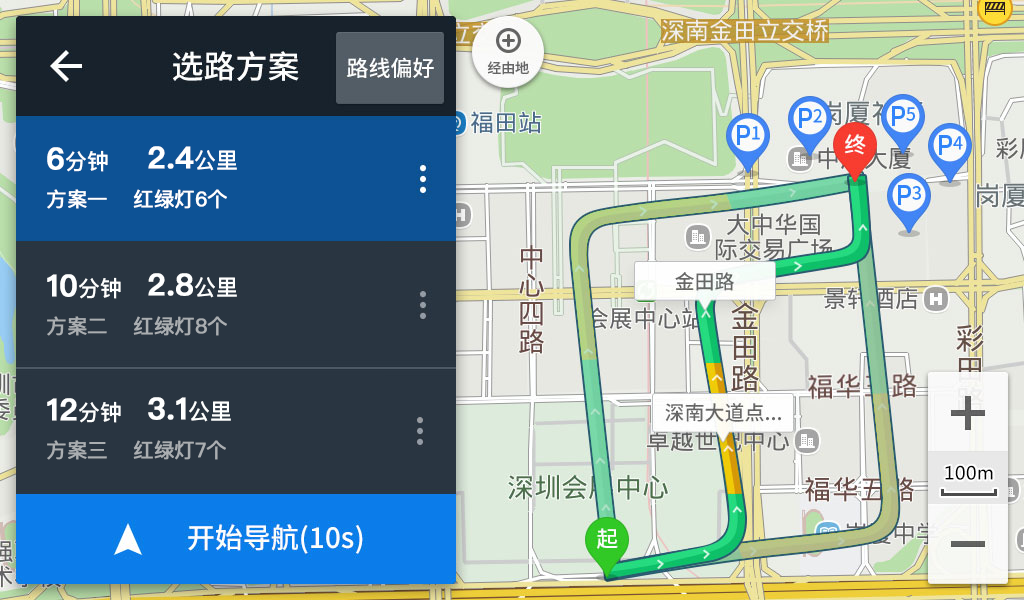 选路方案
路线偏好
6分钟 2.4公里
方案一 红绿灯6个
10分钟 2.8公里
方案二 红绿灯8个
12分钟 3.1公里
方案三 红绿灯7个
开始导航(10s)
经由地
深南金田立交桥
福田站
P1
P2
P5
P4
P3
终
大中华国
际交易广场
金田路
会展中心站
中心四路
金田路
景轩酒店
H
H
彩田
福华三路
深南大道点...
卓越世纪中心
深圳会展中心
福华五路
岗厦中学
起
100m